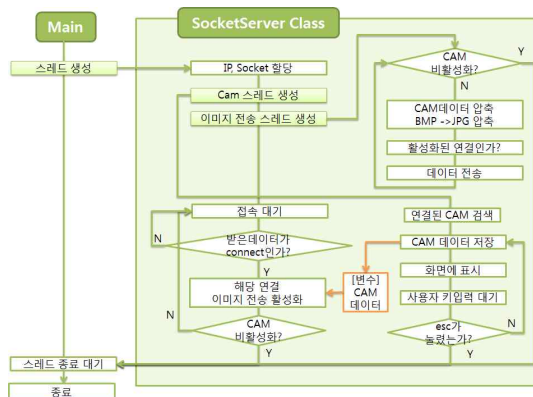 Main
SocketServer Class
스레드 생성
IP, Socket 할당
Cam 스레드 생성
이미지 전송 스레드 생성
CAM
비활성화?
Y
N
CAM데이터 압축
BMP ->JPG 압축
활성화된 연결인가?
데이터 전송
접속 대기
N
받은데이터가
connect인가?
Y
해당 연결
이미지 전송 활성화
N
CAM
비활성화?
Y
[변수]
CAM
데이터
연결된 CAM 검색
CAM 데이터 저장
화면에 표시
사용자 키입력 대기
esc가
눌렸는가?
N
Y
스레드 종료 대기
종료